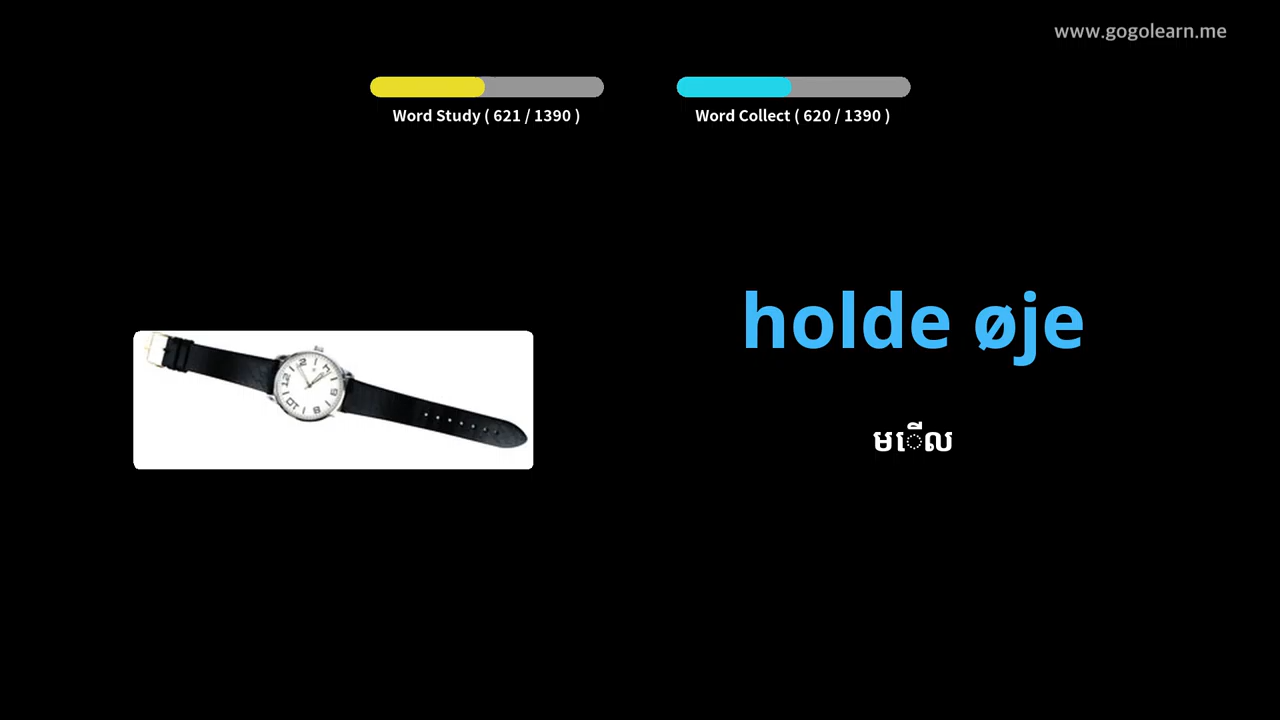 www.gogolearn.me
Word Study ( 621 / 1390 )
Word Collect ( 620 / 1390 )
holde øje
មើល